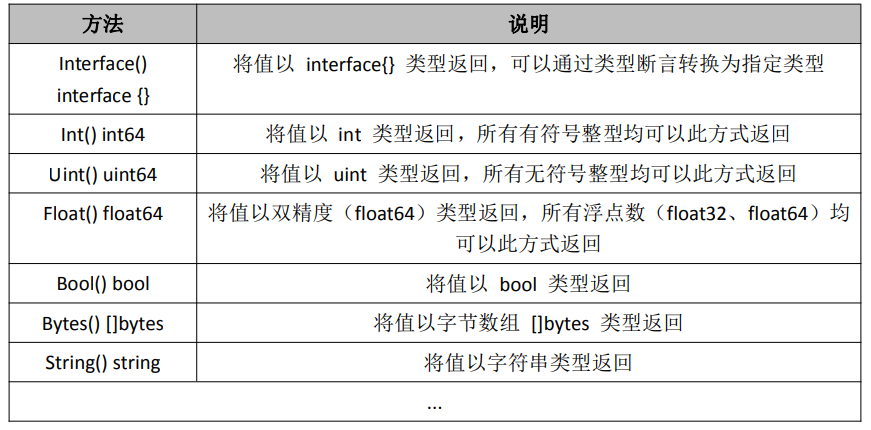 方法 说明
Interface() 将值以 interface{} 类型返回，可以通过类型断言转换为指定类型
interface {}
Int() int64 将值以 int 类型返回，所有有符号整型均可以此方式返回
Uint() uint64 将值以 uint 类型返回，所有无符号整型均可以此方式返回
Float() float64 将值以双精度（float64）类型返回，所有浮点数（float32、float64）均
可以此方式返回
Bool() bool 将值以 bool 类型返回
Bytes() []bytes 将值以字节数组 []bytes 类型返回
String() string 将值以字符串类型返回
...